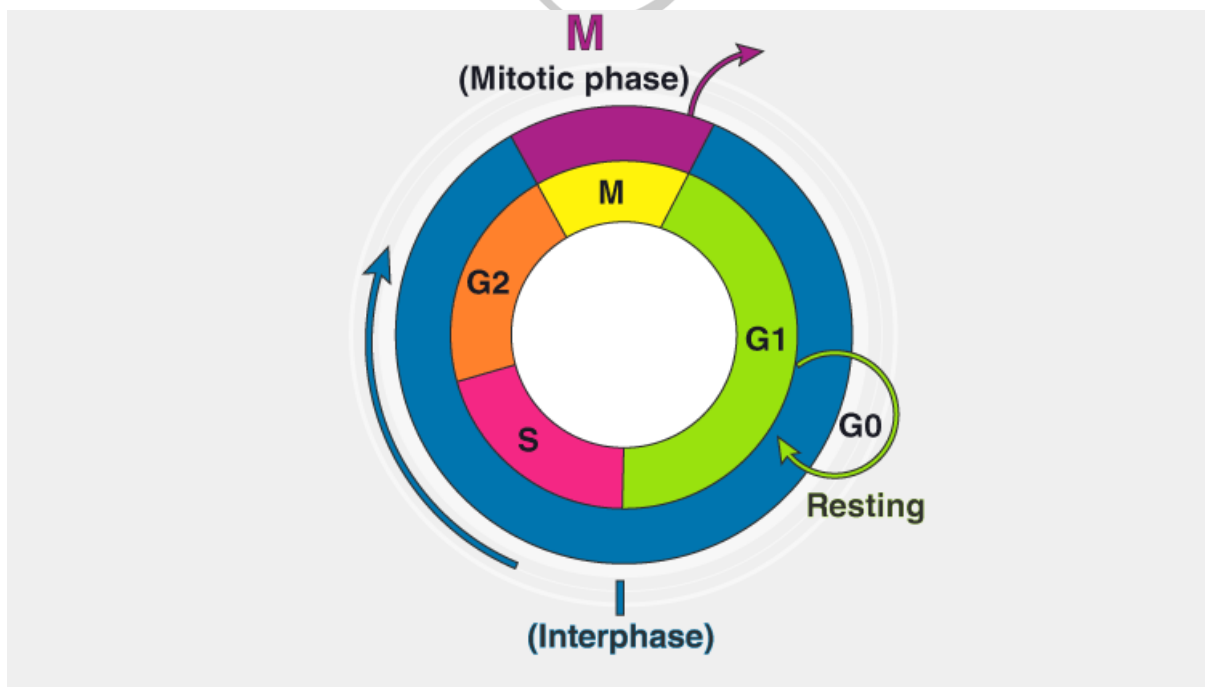 M
(Mitotic phase)
M
G2
G1
S
G0
Resting
I
(Interphase)